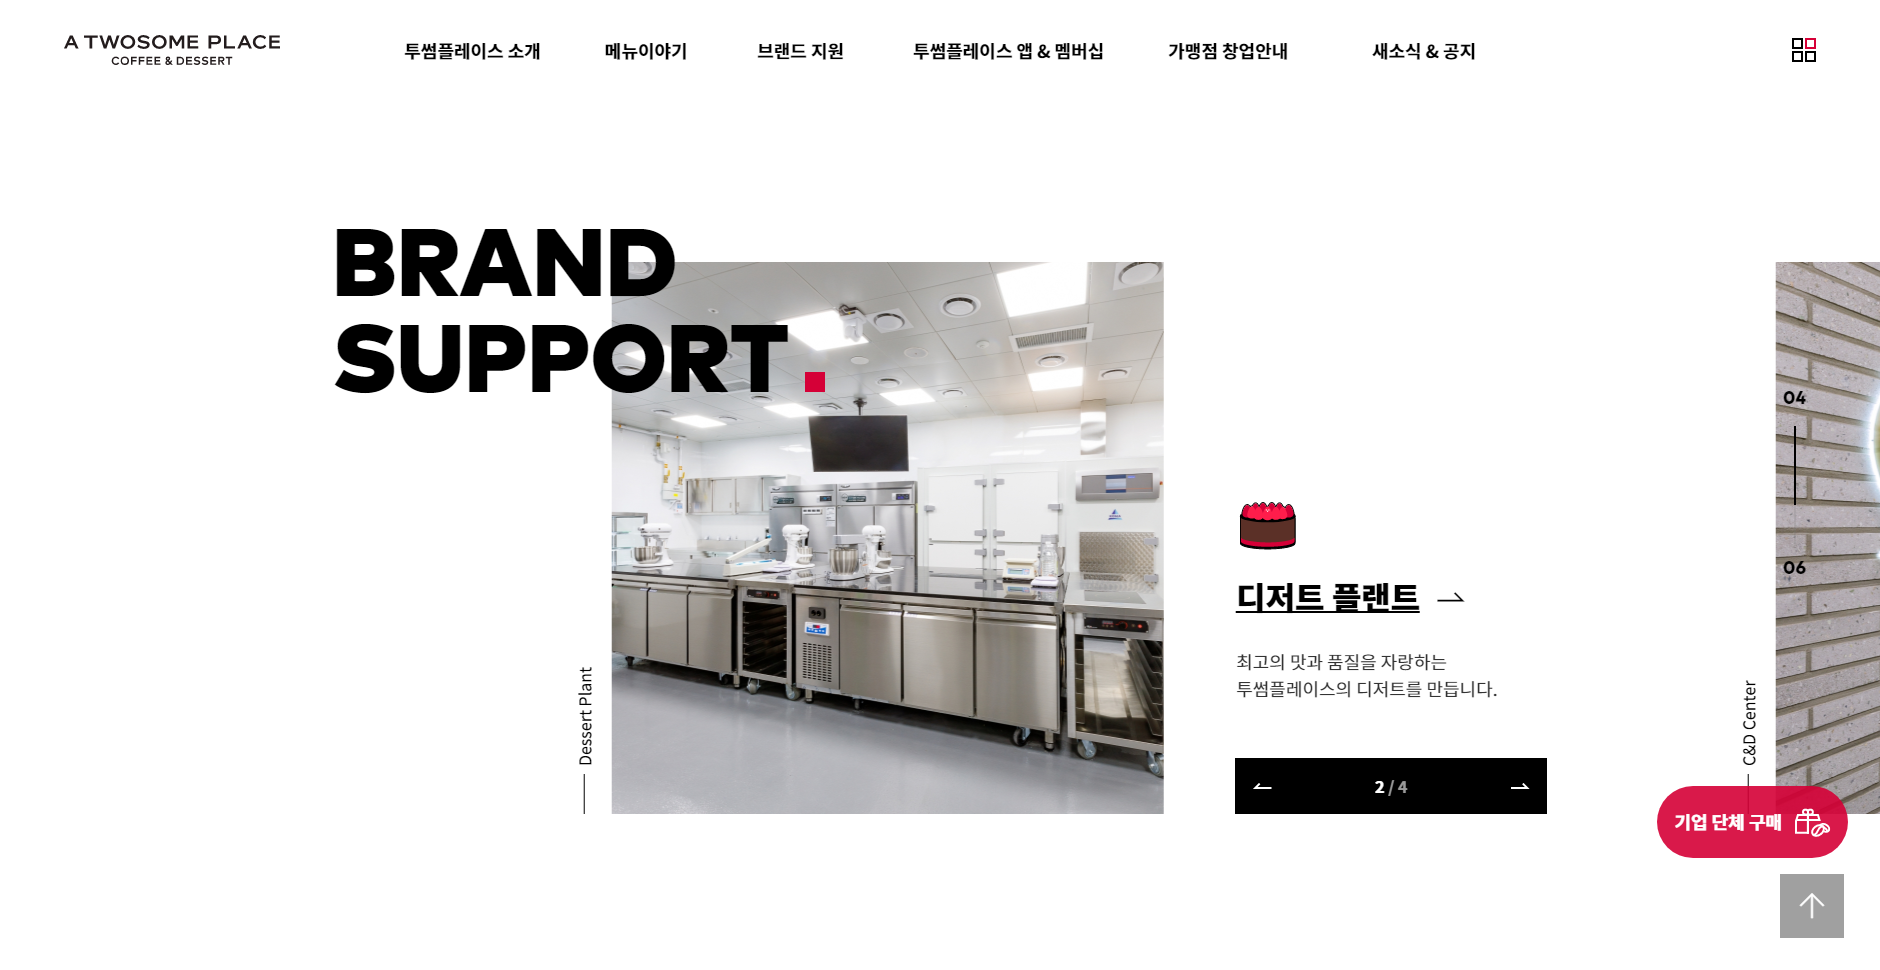 A TWOSOME PLACE
COFFEE & DESSERT
투썸플레이스 소개
메뉴이야기
브랜드 지원
투썸플레이스 앱 & 멤버십
가맹점 창업안내
새소식 & 공지
BRAND
SUPPORT.
Dessert Plant
디저트 플랜트
최고의 맛과 품질을 자랑하는
투썸플레이스의 디저트를 만듭니다.
2 / 4
C&D Center
04
06
기업 단체 구매